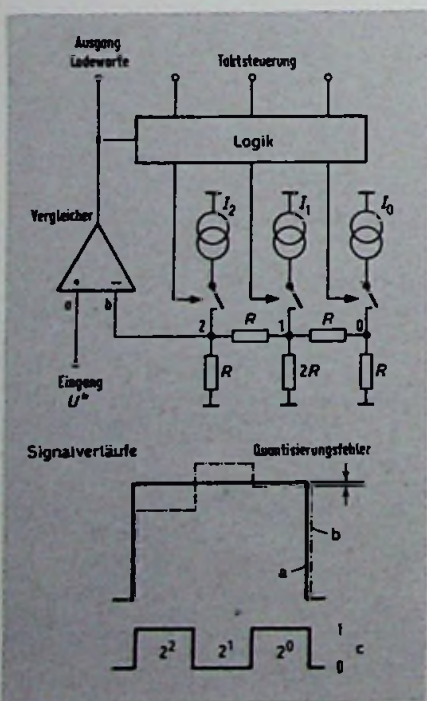 Ausgang
Codeworte
Taktsteuerung
Logik
Vergleicher
I₂
I₁
I₀
+
−
a
b
2
R
1
R
0
R
2R
R
Eingang
U*
Signalverläufe
Quantisierungsfehler
b
a
2² 2¹ 2⁰
1
c
0